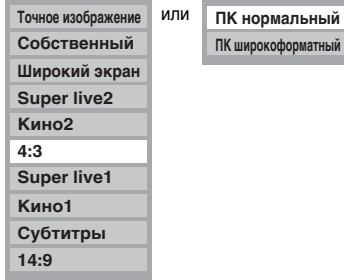 Точное изображение
Собственный
Широкий экран
Super live2
Кино2
4:3
Super live1
Кино1
Субтитры
14:9
или
ПК нормальный
ПК широкоформатный